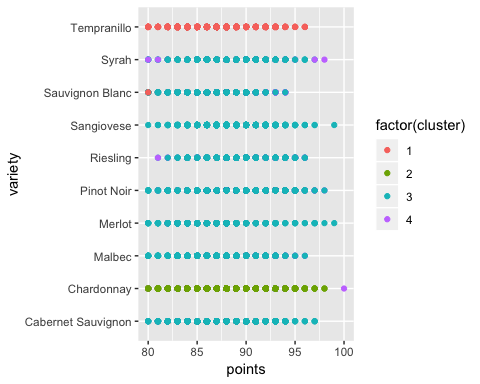 variety
Tempranillo
Syrah
Sauvignon Blanc
Sangiovese
Riesling
Pinot Noir
Merlot
Malbec
Chardonnay
Cabernet Sauvignon
80 85 90 95 100
points
factor(cluster)
1
2
3
4